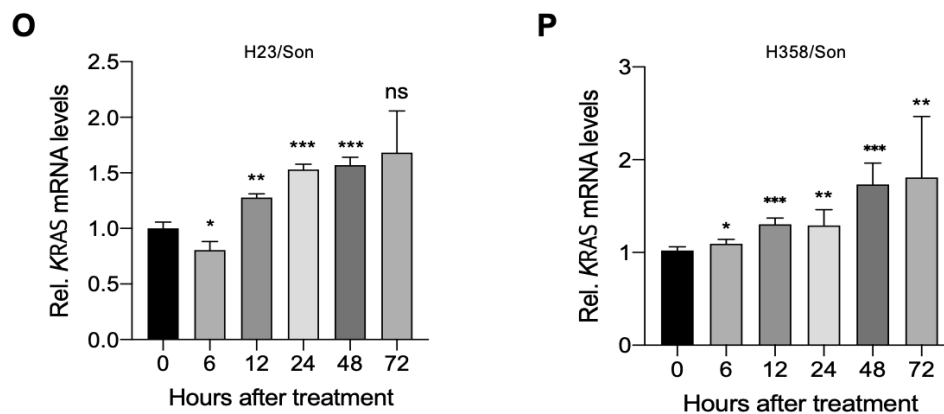 O
H23/Son
Rel. KRAS mRNA levels
2.5
2.0
1.5
1.0
0.5
0.0
*
**
***
***
ns
0 6 12 24 48 72
Hours after treatment
P
H358/Son
Rel. KRAS mRNA levels
3
2
1
0
*
***
**
***
**
0 6 12 24 48 72
Hours after treatment